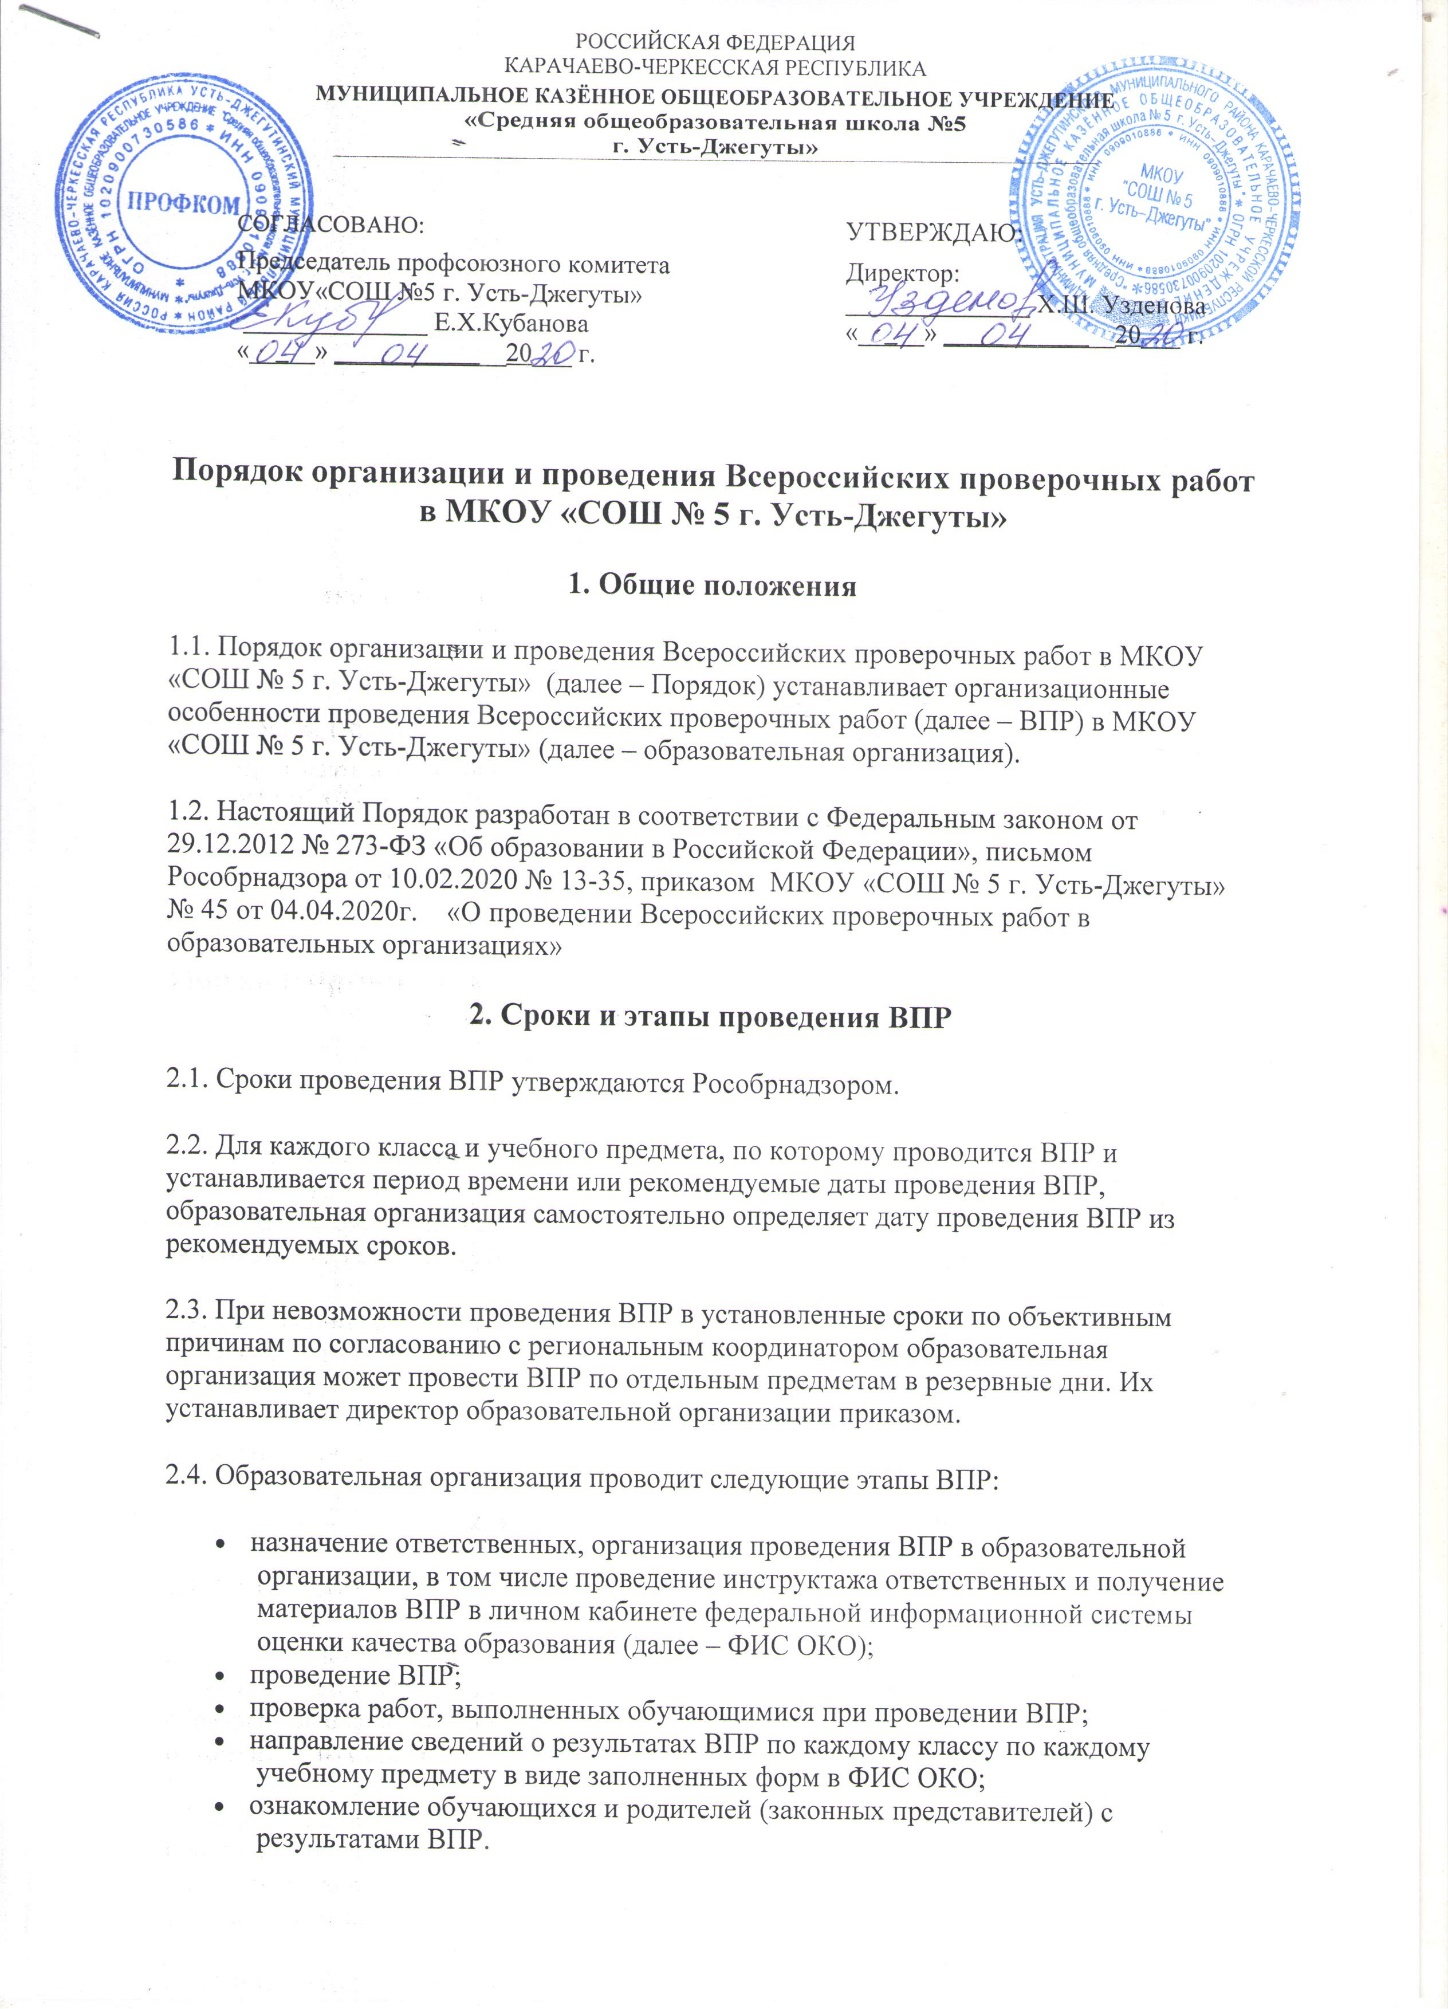 РОССИЙСКАЯ ФЕДЕРАЦИЯ
КАРАЧАЕВО-ЧЕРКЕССКАЯ РЕСПУБЛИКА
МУНИЦИПАЛЬНОЕ КАЗЁННОЕ ОБЩЕОБРАЗОВАТЕЛЬНОЕ УЧРЕЖДЕНИЕ
«Средняя общеобразовательная школа №5
г. Усть-Джегуты»
ПРОФКОМ
ОГРН 1020900730586 * ИНН 0909010888
МКОУ
"СОШ № 5
г. Усть-Джегуты"
СОГЛАСОВАНО:
Председатель профсоюзного комитета
МКОУ«СОШ №5 г. Усть-Джегуты»
Е.Х.Кубанова
«04» 04 2020 г.
УТВЕРЖДАЮ:
Директор:
Узденов Х.Ш. Узденова
«04» 04 2020 г.
Порядок организации и проведения Всероссийских проверочных работ
в МКОУ «СОШ № 5 г. Усть-Джегуты»
1. Общие положения
1.1. Порядок организации и проведения Всероссийских проверочных работ в МКОУ
«СОШ № 5 г. Усть-Джегуты» (далее – Порядок) устанавливает организационные
особенности проведения Всероссийских проверочных работ (далее – ВПР) в МКОУ
«СОШ № 5 г. Усть-Джегуты» (далее – образовательная организация).
1.2. Настоящий Порядок разработан в соответствии с Федеральным законом от
29.12.2012 № 273-ФЗ «Об образовании в Российской Федерации», письмом
Рособрнадзора от 10.02.2020 № 13-35, приказом МКОУ «СОШ № 5 г. Усть-Джегуты»
№ 45 от 04.04.2020г. «О проведении Всероссийских проверочных работ в
образовательных организациях»
2. Сроки и этапы проведения ВПР
2.1. Сроки проведения ВПР утверждаются Рособрнадзором.
2.2. Для каждого класса и учебного предмета, по которому проводится ВПР и
устанавливается период времени или рекомендуемые даты проведения ВПР,
образовательная организация самостоятельно определяет дату проведения ВПР из
рекомендуемых сроков.
2.3. При невозможности проведения ВПР в установленные сроки по объективным
причинам по согласованию с региональным координатором образовательная
организация может провести ВПР по отдельным предметам в резервные дни. Их
устанавливает директор образовательной организации приказом.
2.4. Образовательная организация проводит следующие этапы ВПР:
• назначение ответственных, организация проведения ВПР в образовательной
организации, в том числе проведение инструктажа ответственных и получение
материалов ВПР в личном кабинете федеральной информационной системы
оценки качества образования (далее – ФИС ОКО);
• проведение ВПР;
• проверка работ, выполненных обучающимися при проведении ВПР;
• направление сведений о результатах ВПР по каждому классу по каждому
учебному предмету в виде заполненных форм в ФИС ОКО;
• ознакомление обучающихся и родителей (законных представителей) с
результатами ВПР.